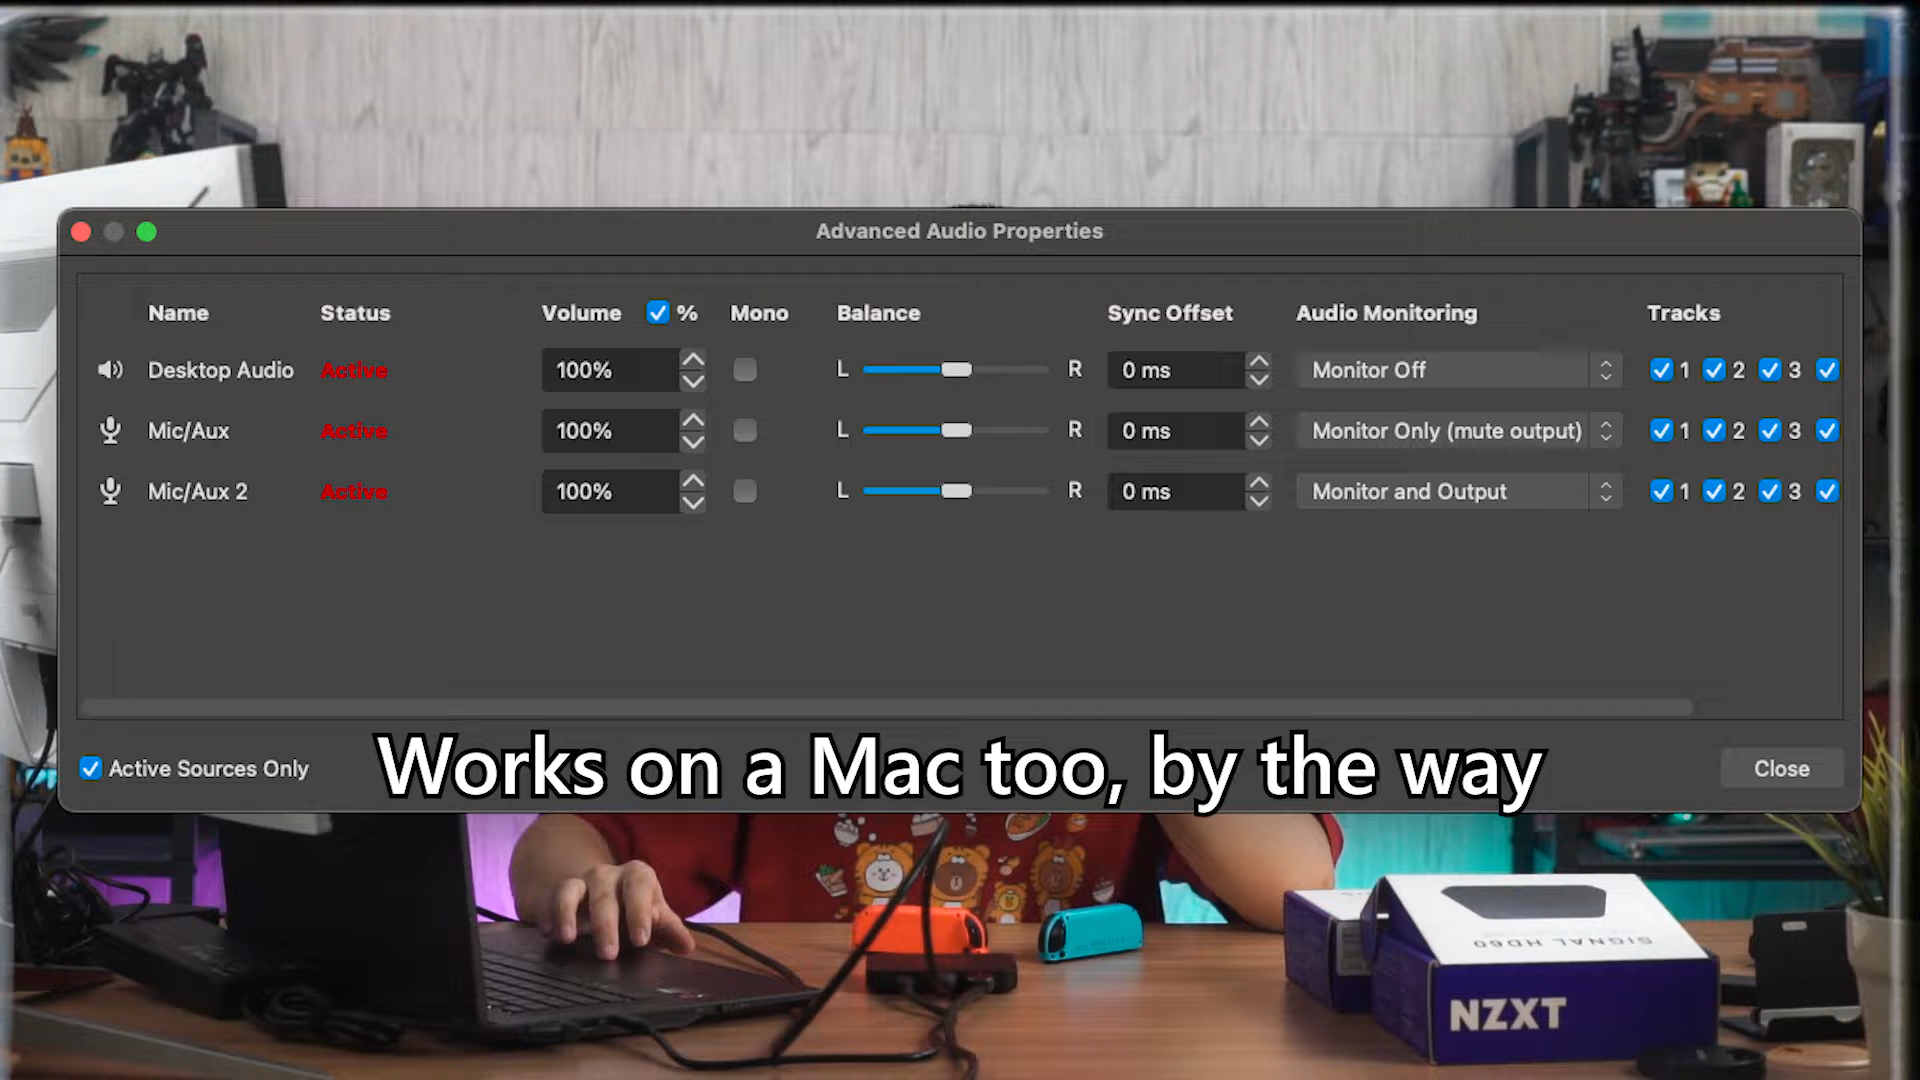 Advanced Audio Properties
Name Status Volume % Mono Balance Sync Offset Audio Monitoring Tracks
Desktop Audio Active 100% L R 0 ms Monitor Off 1 2 3
Mic/Aux Active 100% L R 0 ms Monitor Only (mute output) 1 2 3
Mic/Aux 2 Active 100% L R 0 ms Monitor and Output 1 2 3
Active Sources Only
Works on a Mac too, by the way
Close
SIGNAL HD60
NZXT